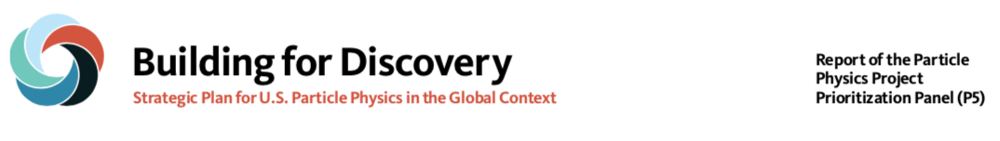 Building for Discovery
Strategic Plan for U.S. Particle Physics in the Global Context
Report of the Particle
Physics Project
Prioritization Panel (P5)